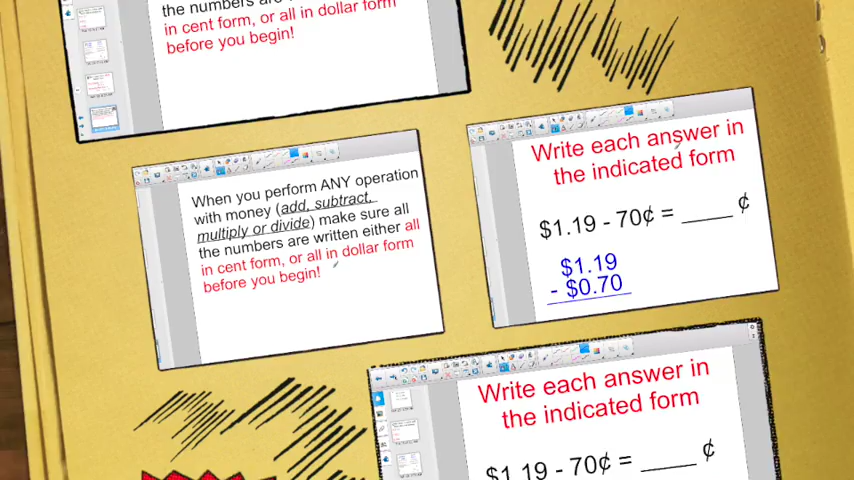 the numbers are
in cent form, or all in dollar form
before you begin!
When you perform ANY operation
with money (add, subtract,
multiply or divide) make sure all
the numbers are written either all
in cent form, or all in dollar form
before you begin!
Write each answer in
the indicated form
$1.19 - 70¢ = ____ ¢
$1.19
- $0.70
Write each answer in
the indicated form
$1.19 - 70¢ = ____ ¢